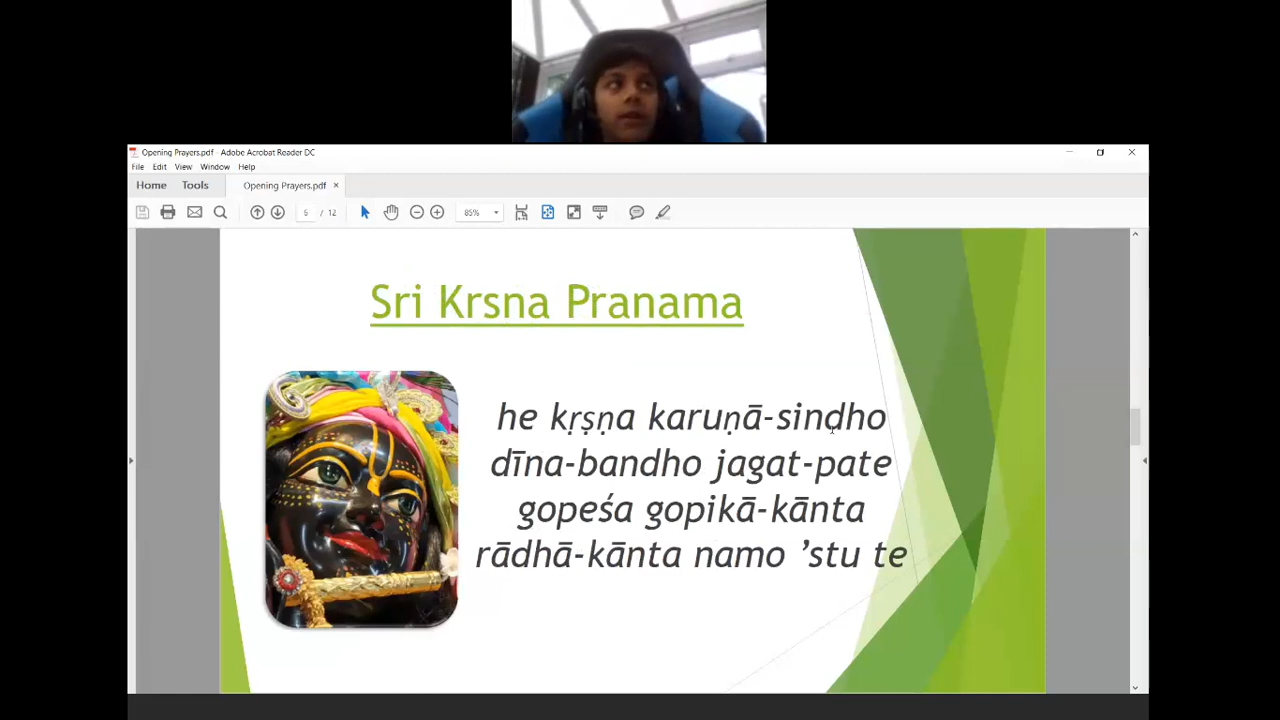 Opening Prayers.pdf - Adobe Acrobat Reader DC
File Edit View Window Help
Home Tools Opening Prayers.pdf ×
5 / 12 85%
Sri Krsna Pranama
he kṛṣṇa karuṇā-sindho
dīna-bandho jagat-pate
gopeśa gopikā-kānta
rādhā-kānta namo ’stu te